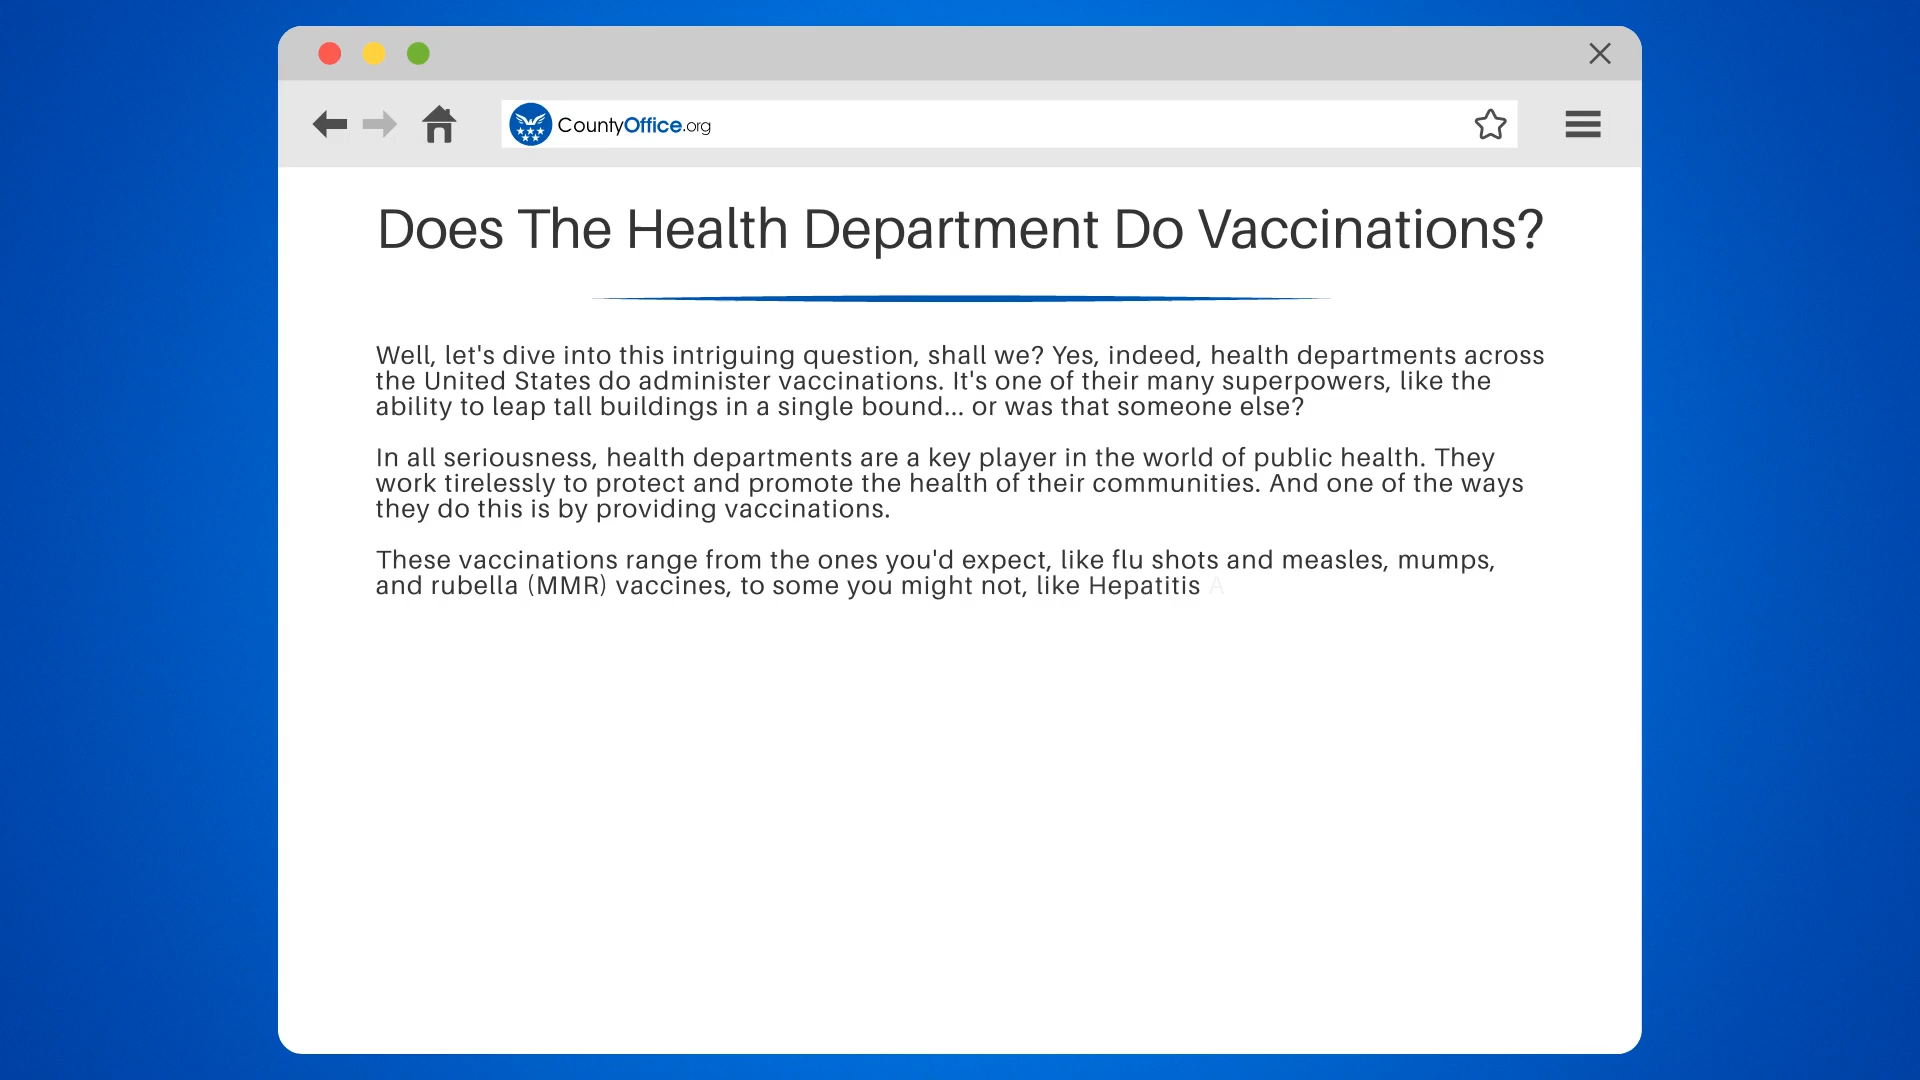 CountyOffice.org
Does The Health Department Do Vaccinations?
Well, let's dive into this intriguing question, shall we? Yes, indeed, health departments across
the United States do administer vaccinations. It's one of their many superpowers, like the
ability to leap tall buildings in a single bound... or was that someone else?
In all seriousness, health departments are a key player in the world of public health. They
work tirelessly to protect and promote the health of their communities. And one of the ways
they do this is by providing vaccinations.
These vaccinations range from the ones you'd expect, like flu shots and measles, mumps,
and rubella (MMR) vaccines, to some you might not, like Hepatitis A